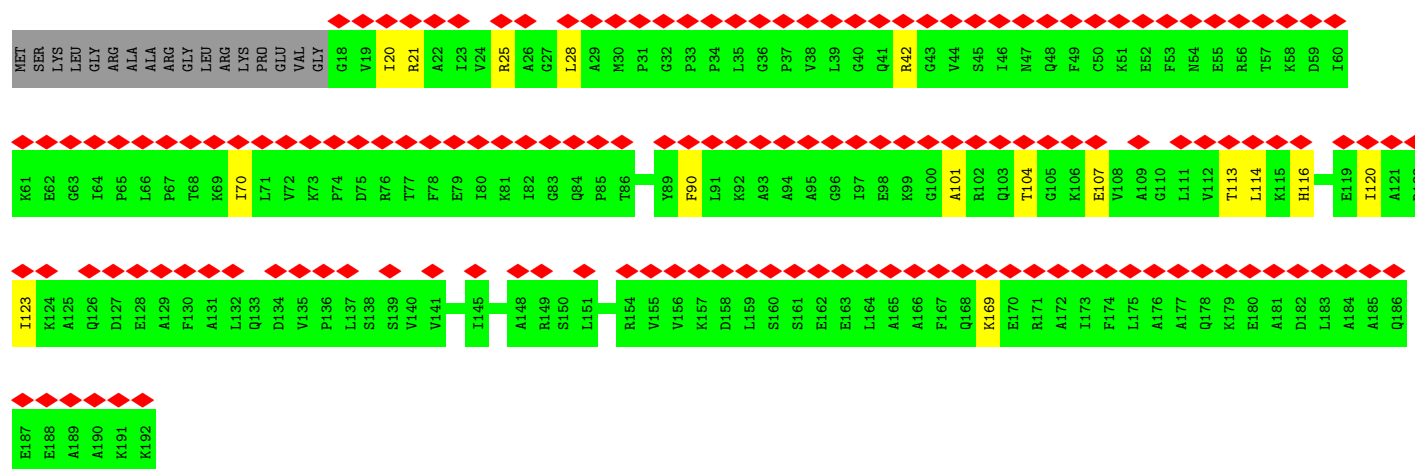 MET SER LYS LEU GLY ARG ALA ALA ARG GLY LEU ARG LYS PRO GLU VAL GLY G18 V19 I20 R21 A22 I23 V24 R25 A26 G27 L28 A29 M30 P31 G32 P33 P34 L35 G36 P37 V38 L39 G40 Q41 R42 G43 V44 S45 I46 N47 Q48 F49 C50 K51 E52 F53 N54 E55 R56 T57 K58 D59 I60
K61 E62 G63 I64 P65 L66 P67 T68 K69 I70 L71 V72 K73 P74 D75 R76 T77 F78 E79 I80 K81 I82 G83 Q84 P85 T86 Y89 F90 L91 K92 A93 A94 A95 G96 I97 E98 K99 G100 A101 R102 Q103 T104 G105 K106 E107 V108 A109 G110 L111 V112 T113 L114 K115 H116 E119 I120 A121
I123 K124 A125 Q126 D127 E128 A129 F130 A131 L132 Q133 D134 V135 P136 L137 S138 S139 V140 V141 I145 A148 R149 S150 L151 R154 V155 V156 K157 D158 L159 S160 S161 E162 E163 L164 A165 A166 F167 Q168 K169 E170 R171 A172 I173 F174 L175 A176 A177 Q178 K179 E180 A181 D182 L183 A184 A185 Q186
E187 E188 A189 A190 K191 K192